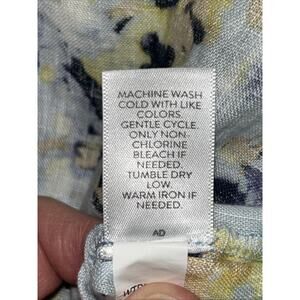 MACHINE WASH
COLD WITH LIKE
COLORS.
GENTLE CYCLE.
ONLY NON-
CHLORINE
BLEACH IF
NEEDED.
TUMBLE DRY
LOW.
WARM IRON IF
NEEDED.
AD